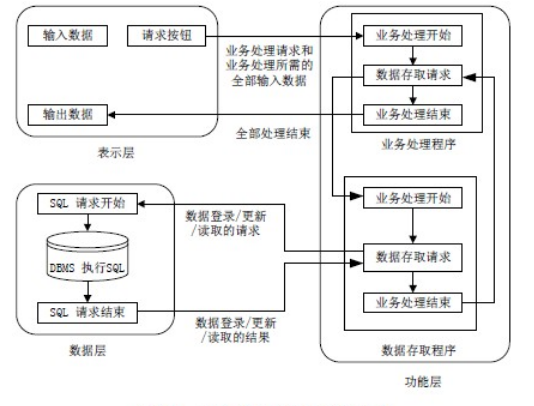 输入数据
请求按钮
输出数据
表示层
业务处理请求和
业务处理所需的
全部输入数据
全部处理结束
业务处理开始
数据存取请求
业务处理结束
业务处理程序
SQL 请求开始
DBMS 执行SQL
SQL 请求结束
数据层
数据登录/更新
/读取的请求
数据登录/更新
/读取的结果
业务处理开始
数据存取请求
业务处理结束
数据存取程序
功能层